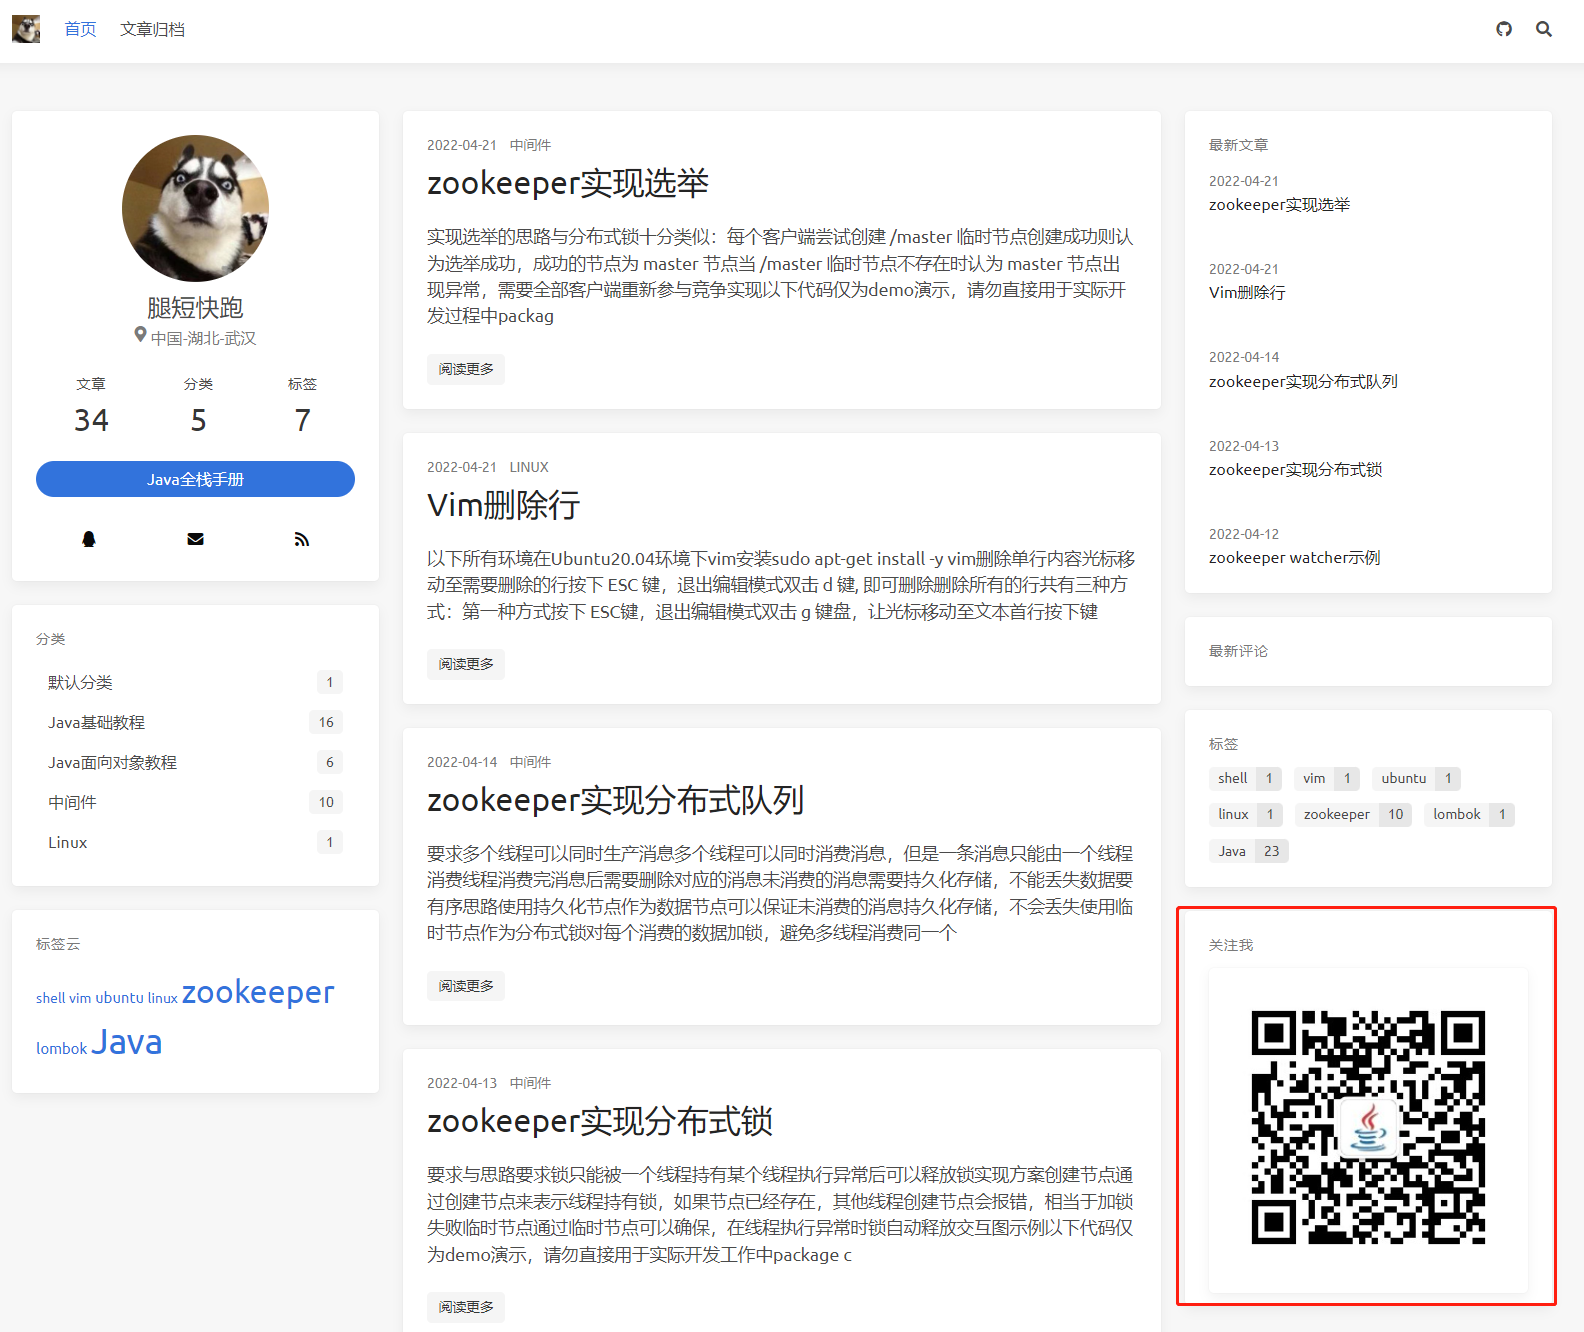 首页 文章归档
腿短快跑
中国-湖北-武汉
文章 分类 标签
34 5 7
Java全栈手册
分类
默认分类 1
Java基础教程 16
Java面向对象教程 6
中间件 10
Linux 1
标签云
shell vim ubuntu linux zookeeper
lombok Java
2022-04-21 中间件
zookeeper实现选举
实现选举的思路与分布式锁十分类似：每个客户端尝试创建 /master 临时节点创建成功则认
为选举成功，成功的节点为 master 节点当 /master 临时节点不存在时认为 master 节点出
现异常，需要全部客户端重新参与竞争实现以下代码仅为demo演示，请勿直接用于实际开
发过程中packag
阅读更多
2022-04-21 LINUX
Vim删除行
以下所有环境在Ubuntu20.04环境下vim安装sudo apt-get install -y vim删除单行内容光标移
动至需要删除的行按下 ESC 键，退出编辑模式双击 d 键, 即可删除删除所有的行共有三种方
式：第一种方式按下 ESC键，退出编辑模式双击 g 键盘，让光标移动至文本首行按下键
阅读更多
2022-04-14 中间件
zookeeper实现分布式队列
要求多个线程可以同时生产消息多个线程可以同时消费消息，但是一条消息只能由一个线程
消费线程消费完消息后需要删除对应的消息未消费的消息需要持久化存储，不能丢失数据要
有序思路使用持久化节点作为数据节点可以保证未消费的消息持久化存储，不会丢失使用临
时节点作为分布式锁对每个消费的数据加锁，避免多线程消费同一个
阅读更多
2022-04-13 中间件
zookeeper实现分布式锁
要求与思路要求锁只能被一个线程持有某个线程执行异常后可以释放锁实现方案创建节点通
过创建节点来表示线程持有锁，如果节点已经存在，其他线程创建节点会报错，相当于加锁
失败临时节点通过临时节点可以确保，在线程执行异常时锁自动释放交互图示例以下代码仅
为demo演示，请勿直接用于实际开发工作中package c
阅读更多
最新文章
2022-04-21
zookeeper实现选举
2022-04-21
Vim删除行
2022-04-14
zookeeper实现分布式队列
2022-04-13
zookeeper实现分布式锁
2022-04-12
zookeeper watcher示例
最新评论
标签
shell 1 vim 1 ubuntu 1
linux 1 zookeeper 10 lombok 1
Java 23
关注我